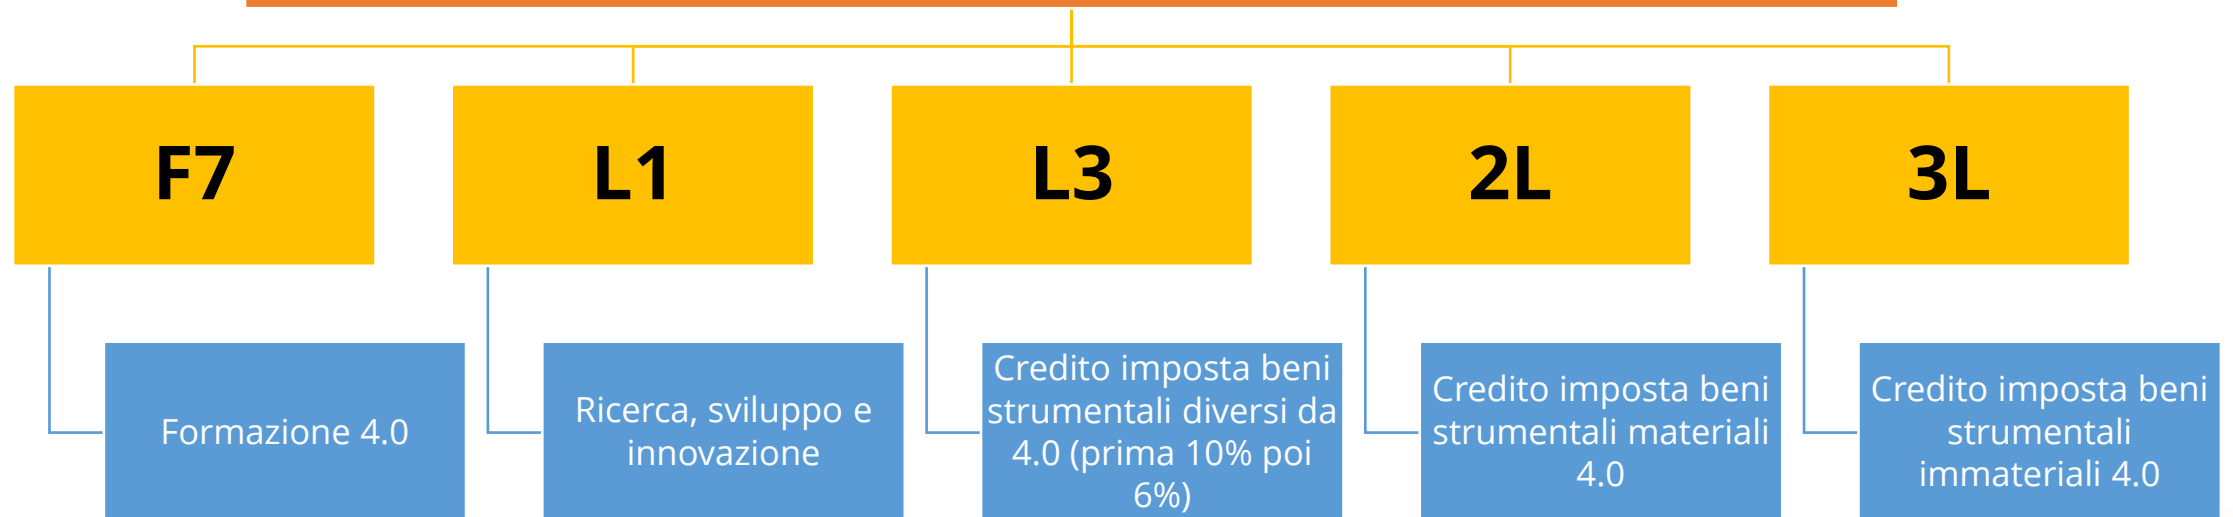 F7
L1
L3
2L
3L
Formazione 4.0
Ricerca, sviluppo e
innovazione
Credito imposta beni
strumentali diversi da
4.0 (prima 10% poi
6%)
Credito imposta beni
strumentali materiali
4.0
Credito imposta beni
strumentali
immateriali 4.0